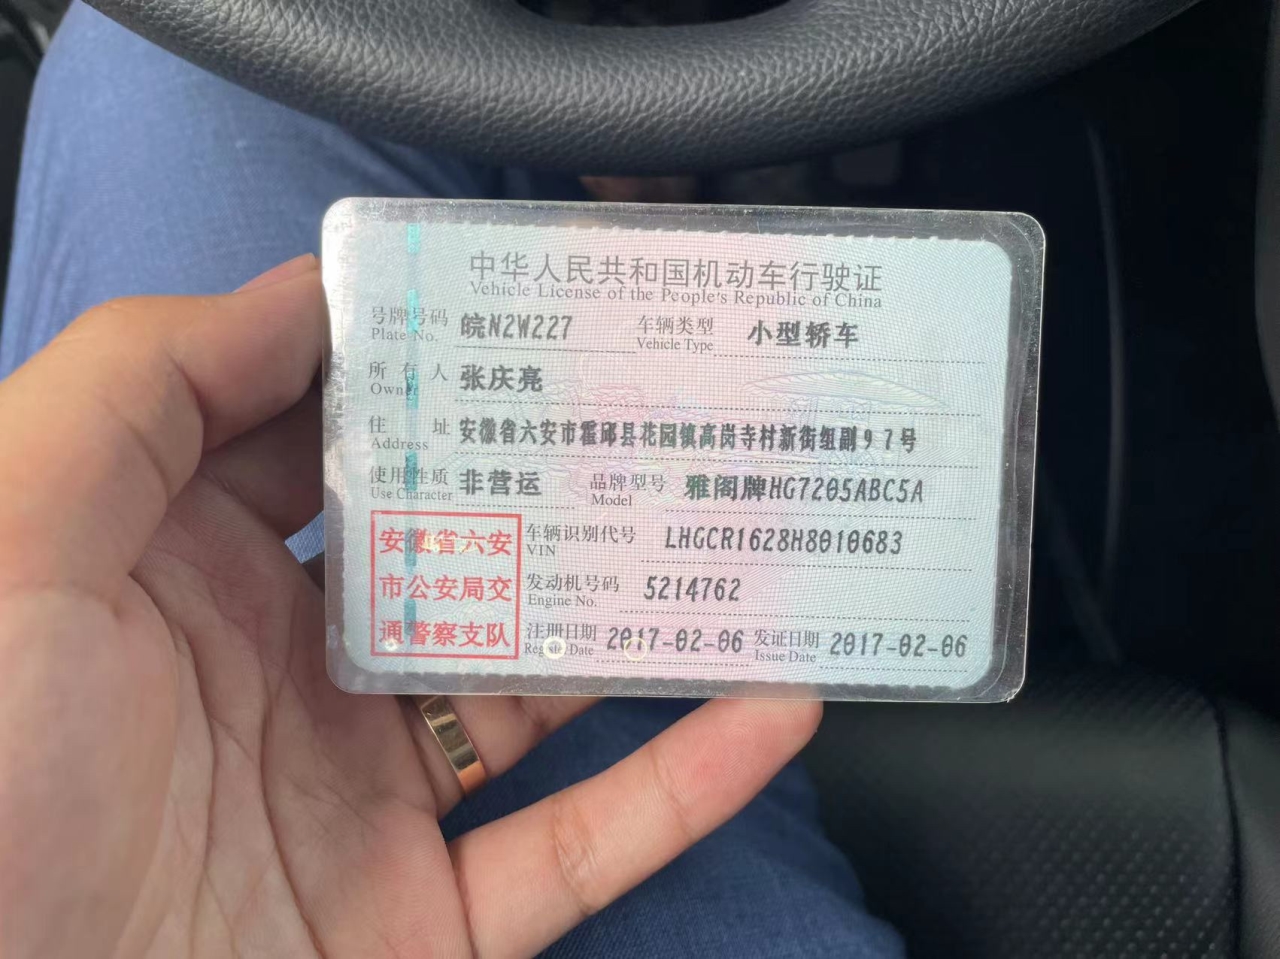 中华人民共和国机动车行驶证
Vehicle License of the People's Republic of China
号牌号码 皖N2W227 车辆类型 小型轿车
Plate No. Vehicle Type
所有人 张庆亮
Owner
住址 安徽省六安市霍邱县花园镇高岗寺村新街组副97号
Address
使用性质 非营运 品牌型号 雅阁牌HG7205ABC5A
Use Character Model
安徽省六安 车辆识别代号 LHGCR1628H8010683
VIN
市公安局交 发动机号码 5214762
Engine No.
通警察支队 注册日期 2017-02-06 发证日期 2017-02-06
Register Date Issue Date